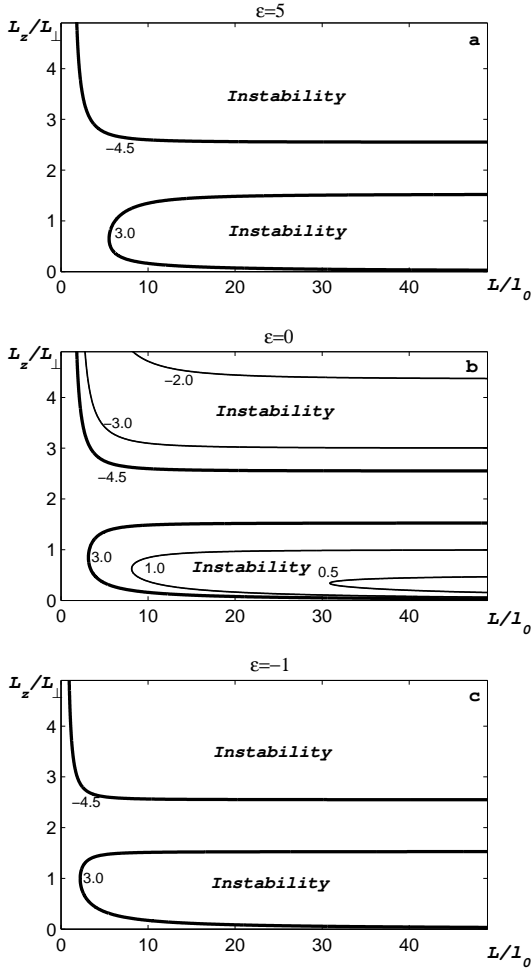 ε=5
L_z/L_⊥
a
4
Instability
3
−4.5
2
Instability
1
3.0
0
0 10 20 30 40 L/l_0
ε=0
L_z/L_⊥
b
−2.0
4
Instability
−3.0
3
−4.5
2
1
3.0 1.0 Instability 0.5
0
0 10 20 30 40 L/l_0
ε=−1
L_z/L_⊥
c
4
Instability
3
−4.5
2
1
3.0 Instability
0
0 10 20 30 40 L/l_0